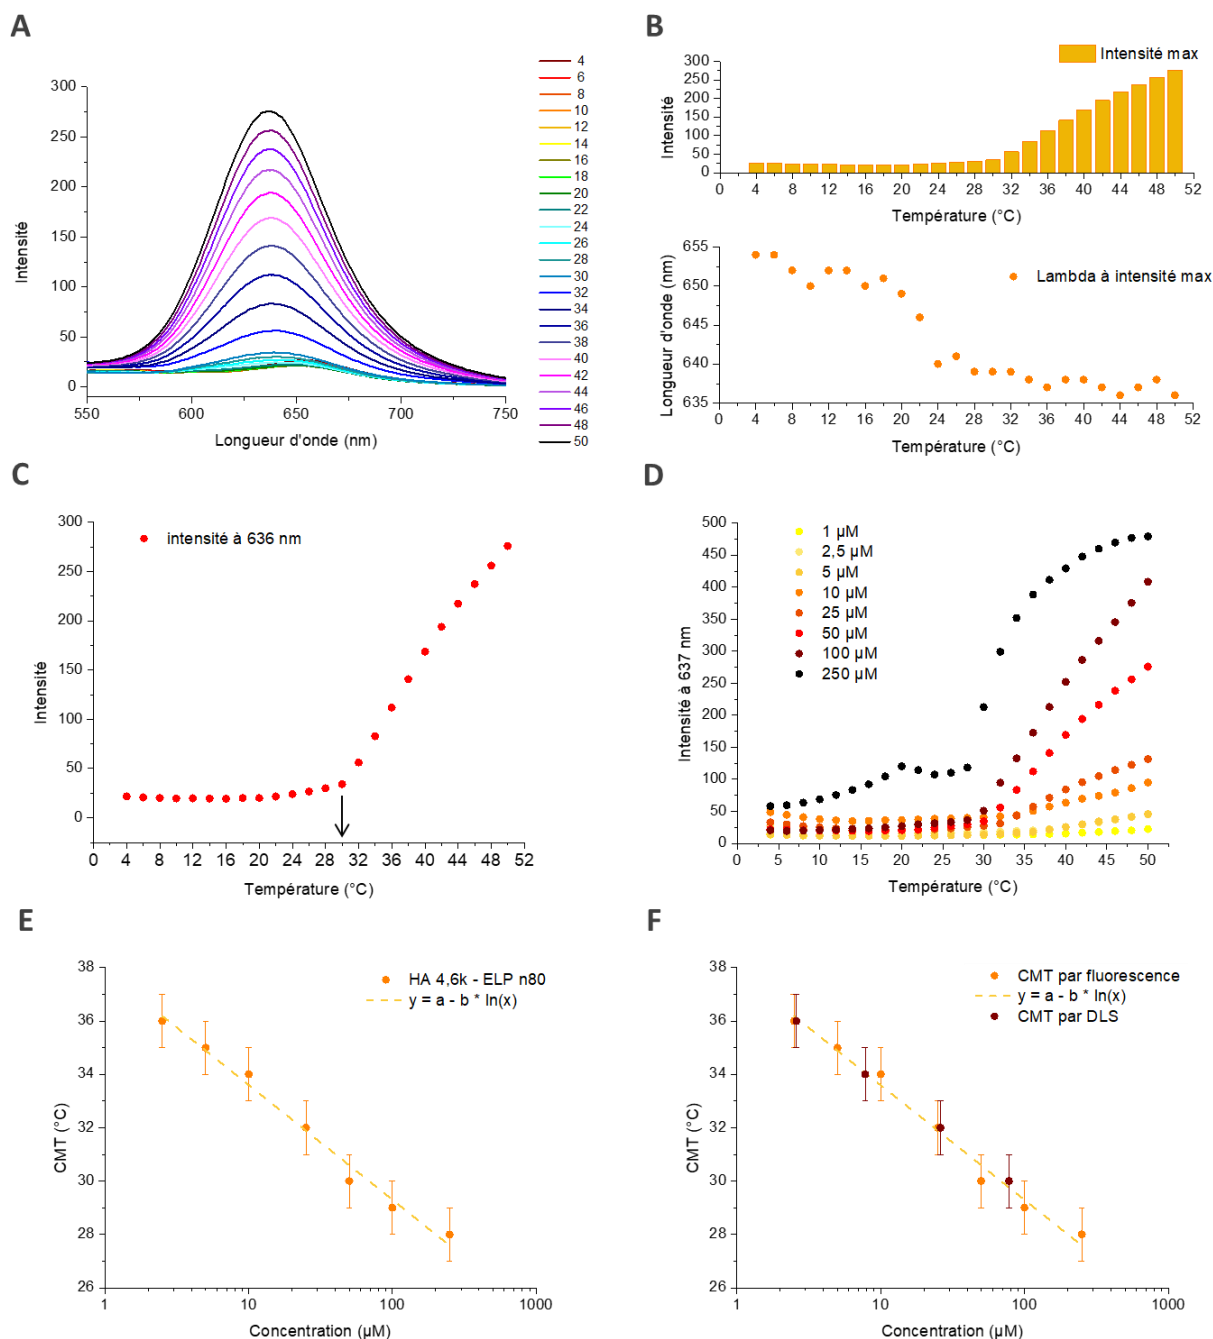 A
300
250
200
150
100
50
0
Intensité
550
600
650
700
750
Longueur d'onde (nm)
4
6
8
10
12
14
16
18
20
22
24
26
28
30
32
34
36
38
40
42
44
46
48
50
B
Intensité max
300
250
200
150
100
50
0
Intensité
0 4 8 12 16 20 24 28 32 36 40 44 48 52
Température (°C)
655
650
645
640
635
Longueur d'onde (nm)
Lambda à intensité max
0 4 8 12 16 20 24 28 32 36 40 44 48 52
Température (°C)
C
300
250
200
150
100
50
0
Intensité
intensité à 636 nm
0 4 8 12 16 20 24 28 32 36 40 44 48 52
Température (°C)
D
500
450
400
350
300
250
200
150
100
50
0
Intensité à 637 nm
1 µM
2,5 µM
5 µM
10 µM
25 µM
50 µM
100 µM
250 µM
0 5 10 15 20 25 30 35 40 45 50
Température (°C)
E
38
36
34
32
30
28
26
CMT (°C)
HA 4,6k - ELP n80
y = a - b * ln(x)
1 10 100 1000
Concentration (µM)
F
38
36
34
32
30
28
26
CMT (°C)
CMT par fluorescence
y = a - b * ln(x)
CMT par DLS
1 10 100 1000
Concentration (µM)